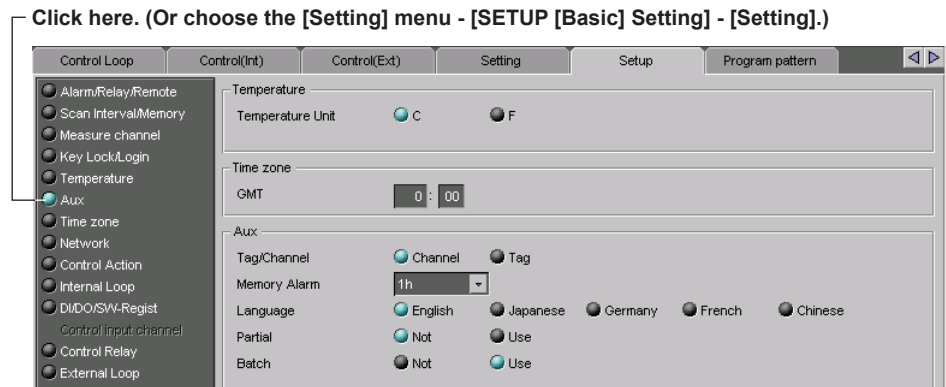 Click here. (Or choose the [Setting] menu - [SETUP [Basic] Setting] - [Setting].)
Control Loop Control(Int) Control(Ext) Setting Setup Program pattern
Alarm/Relay/Remote
Scan Interval/Memory
Measure channel
Key Lock/Login
Temperature
Aux
Time zone
Network
Control Action
Internal Loop
DI/DO/SW-Regist
Control input channel
Control Relay
External Loop
Temperature
Temperature Unit C F
Time zone
GMT 0 : 00
Aux
Tag/Channel Channel Tag
Memory Alarm 1h
Language English Japanese Germany French Chinese
Partial Not Use
Batch Not Use